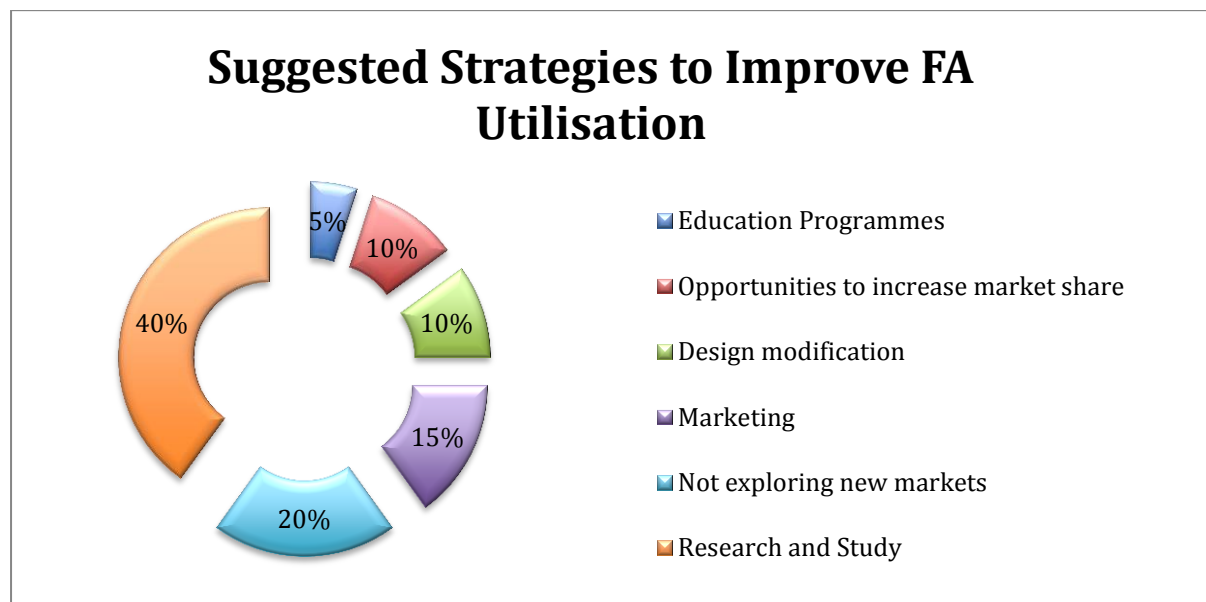 Suggested Strategies to Improve FA
Utilisation
5%
10%
10%
15%
20%
40%
Education Programmes
Opportunities to increase market share
Design modification
Marketing
Not exploring new markets
Research and Study